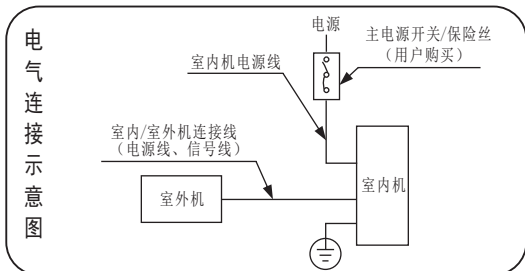 电气连接示意图
电源
主电源开关/保险丝
（用户购买）
室内机电源线
室内/室外机连接线
（电源线、信号线）
室外机
室内机